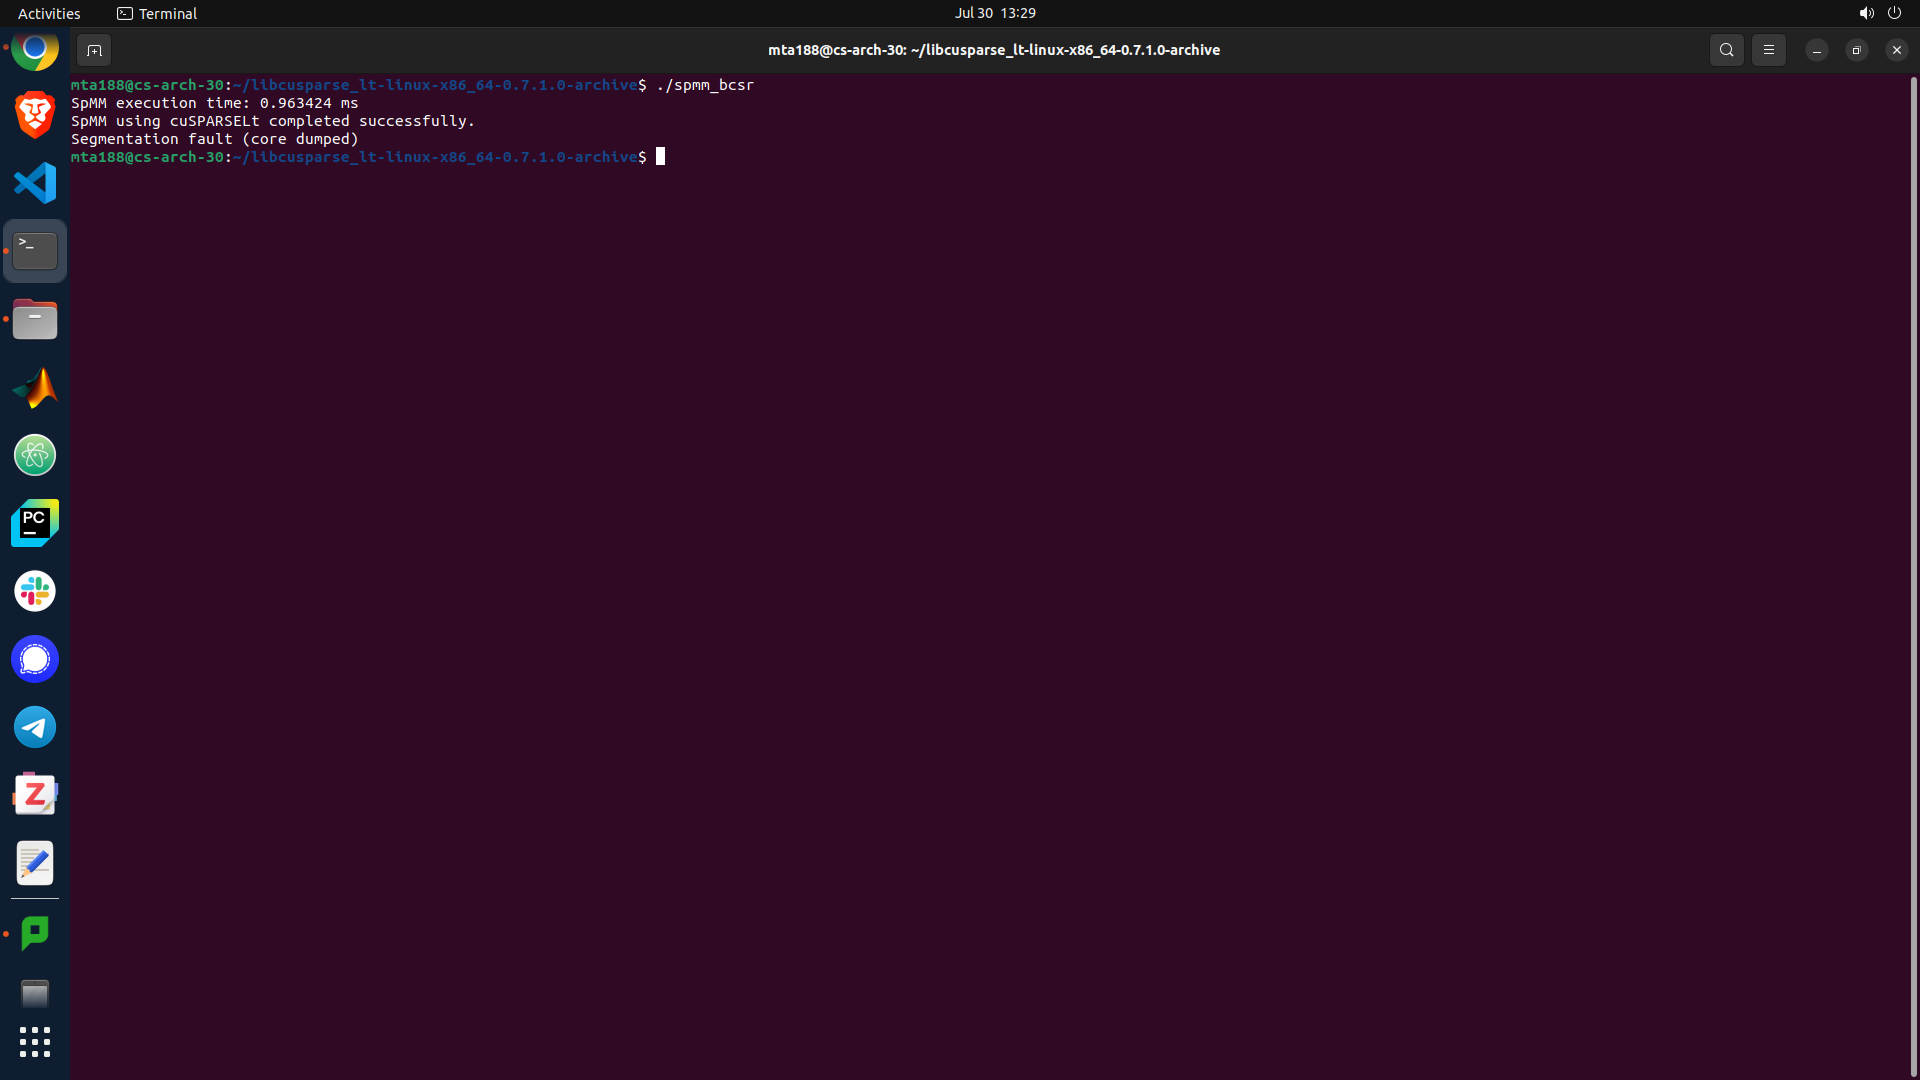 Activities
Terminal
Jul 30 13:29
mta188@cs-arch-30: ~/libcusparse_lt-linux-x86_64-0.7.1.0-archive
mta188@cs-arch-30:~/libcusparse_lt-linux-x86_64-0.7.1.0-archive$ ./spmm_bcsr
SpMM execution time: 0.963424 ms
SpMM using cuSPARSELt completed successfully.
Segmentation fault (core dumped)
mta188@cs-arch-30:~/libcusparse_lt-linux-x86_64-0.7.1.0-archive$
>_
PC
Z